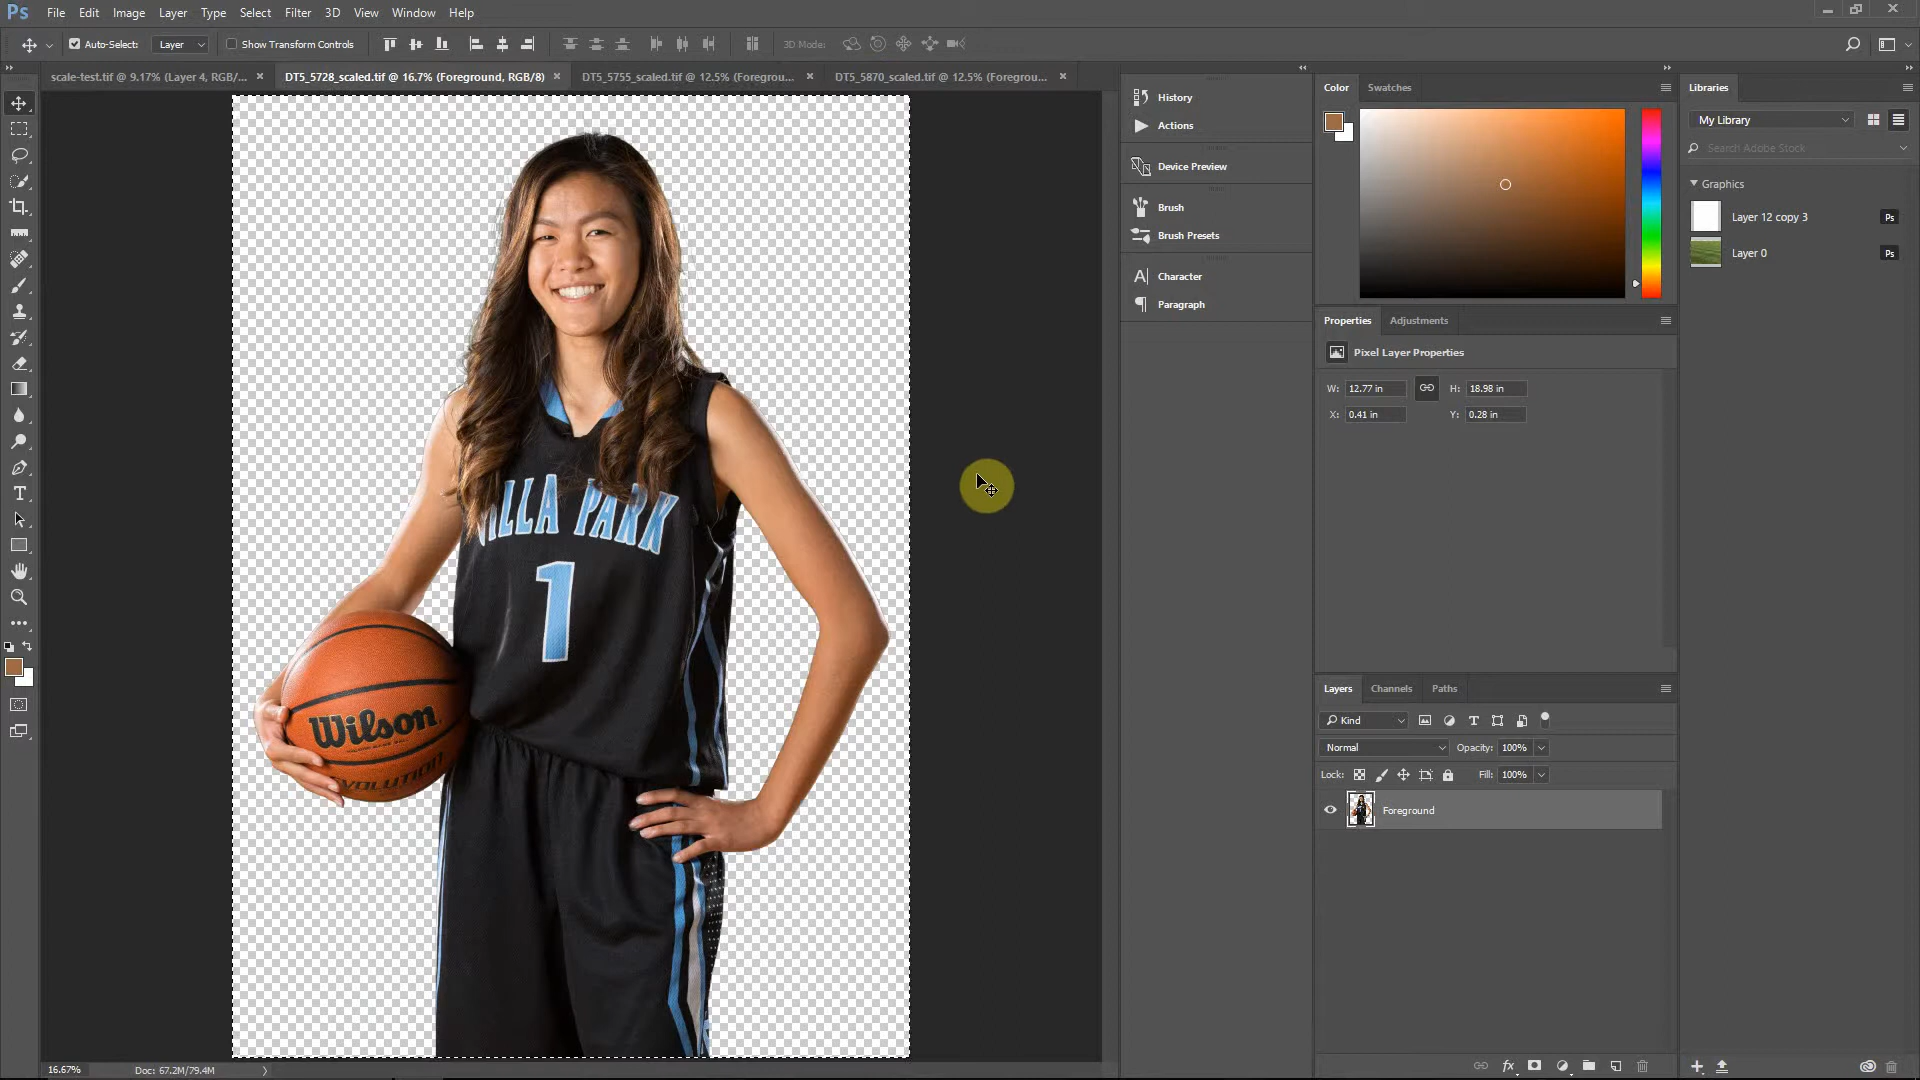 Ps File Edit Image Layer Type Select Filter 3D View Window Help
Auto-Select: Layer Show Transform Controls 3D Mode:
scale-test.tif @ 9.17% (Layer 4, RGB/... × DT5_5728_scaled.tif @ 16.7% (Foreground, RGB/8) × DT5_5755_scaled.tif @ 12.5% (Foregrou... × DT5_5870_scaled.tif @ 12.5% (Foregrou... ×
History
Actions
Device Preview
Brush
Brush Presets
Character
Paragraph
Color Swatches
Libraries
My Library
Search Adobe Stock
Graphics
Layer 12 copy 3 Ps
Layer 0 Ps
Properties Adjustments
Pixel Layer Properties
W: 12.77 in H: 18.98 in
X: 0.41 in Y: 0.28 in
Layers Channels Paths
Kind
Normal Opacity: 100%
Lock: Fill: 100%
Foreground
VILLA PARK
1
Wilson
EVOLUTION
16.67% Doc: 67.2M/79.4M